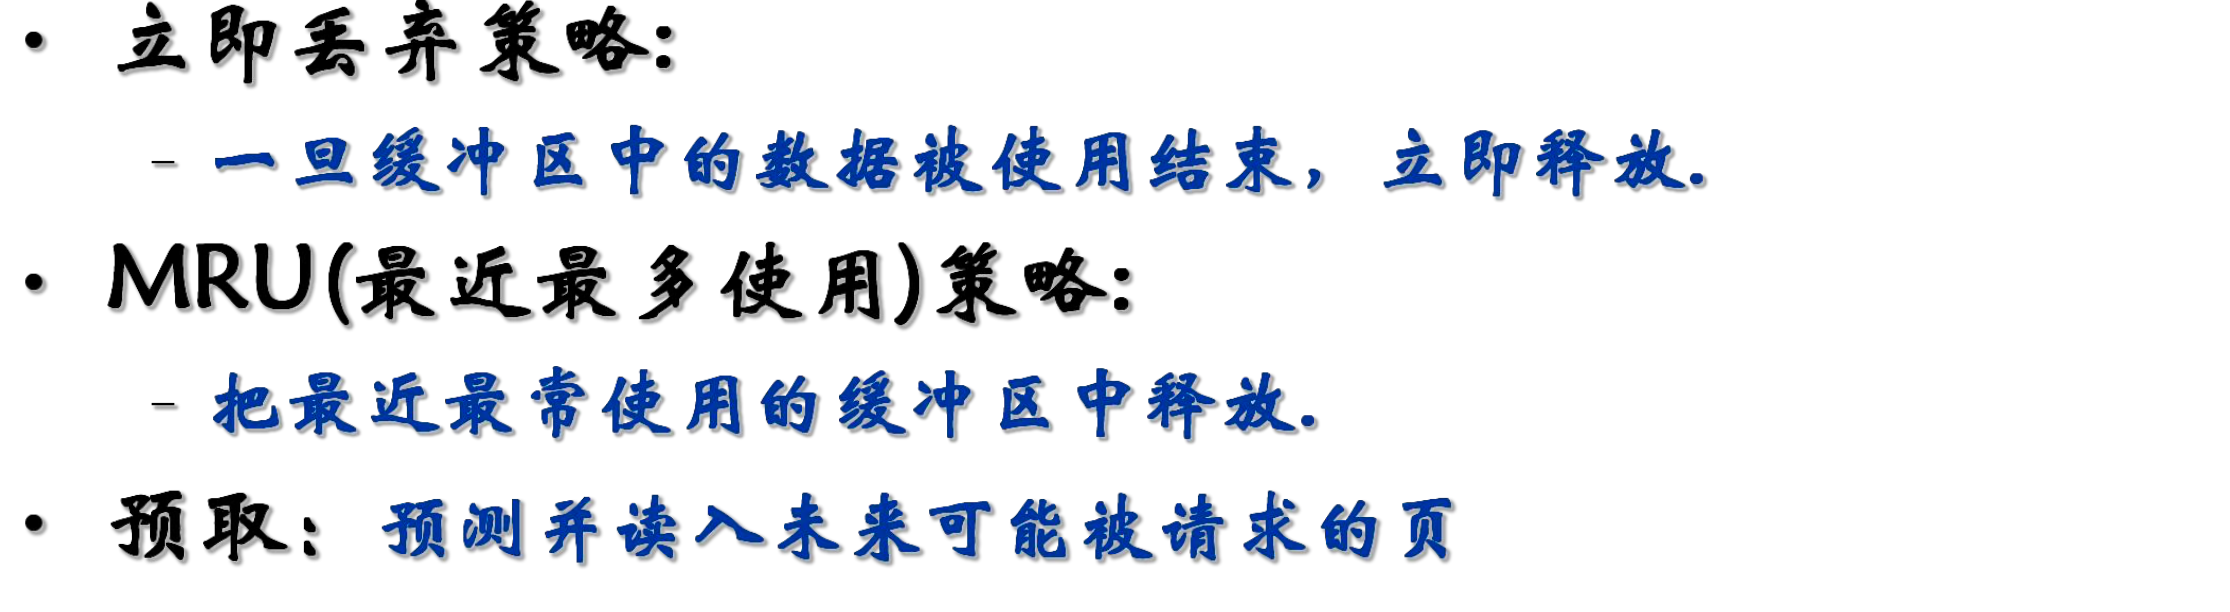 • 立即丢弃策略:
– 一旦缓冲区中的数据被使用结束，立即释放.
• MRU(最近最多使用)策略:
– 把最近最常使用的缓冲区中释放.
• 预取：预测并读入未来可能被请求的页